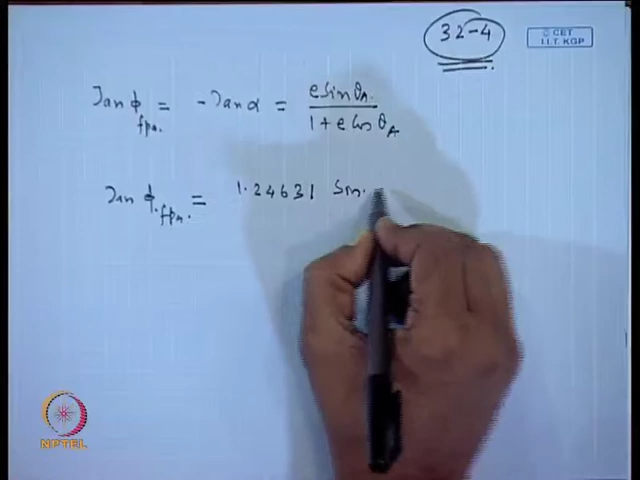 32-4
© CET
I.I.T. KGP
Tan ϕ fpa. = - Tan α = e Sin θA. / 1 + e Cos θA
Tan ϕ. fpa. = 1.24631 Sin.
NPTEL